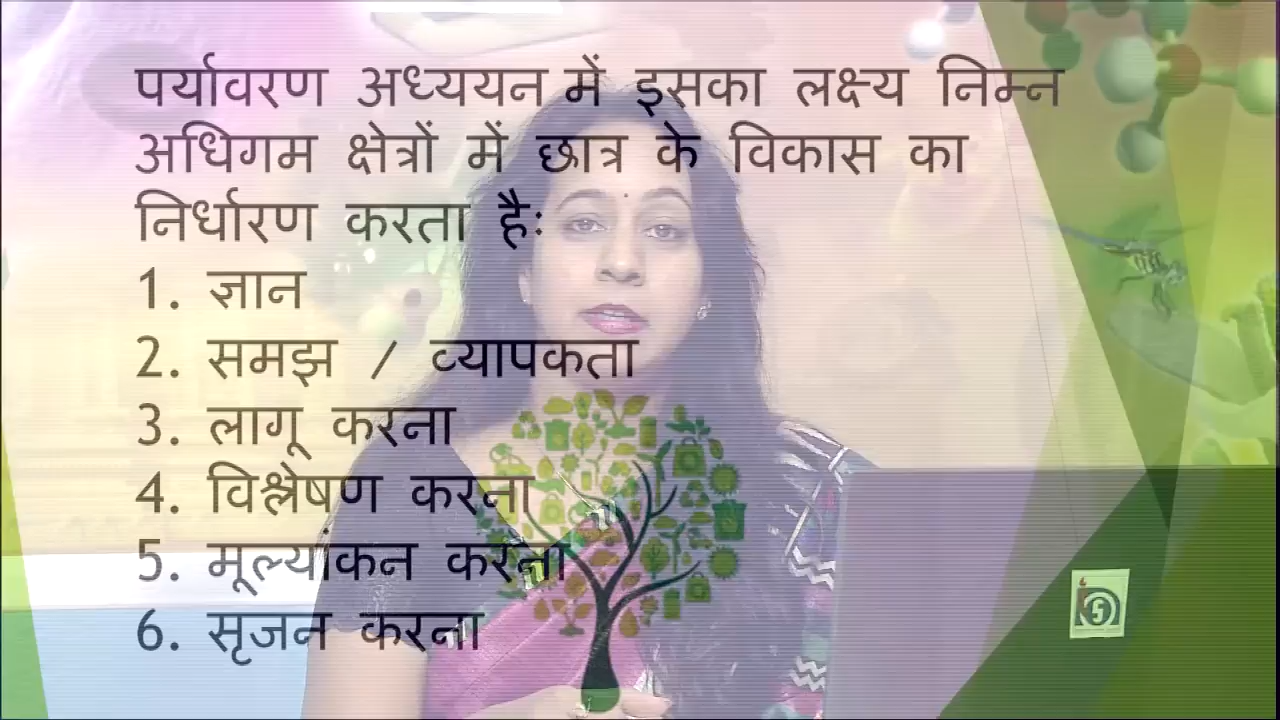 पर्यावरण अध्ययन में इसका लक्ष्य निम्न
अधिगम क्षेत्रों में छात्र के विकास का
निर्धारण करता हैः
1. ज्ञान
2. समझ / व्यापकता
3. लागू करना
4. विश्लेषण करना
5. मूल्यांकन करना
6. सृजन करना
5